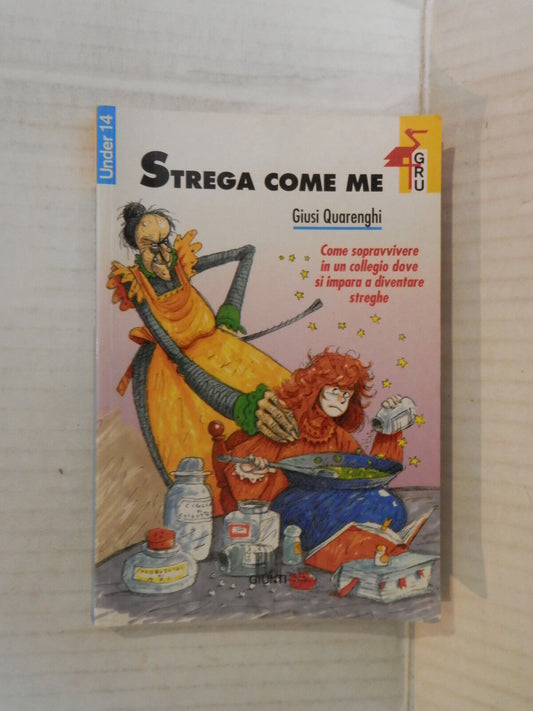 Under 14
STREGA COME ME
GRU
Giusi Quarenghi
Come sopravvivere
in un collegio dove
si impara a diventare
streghe
GIUNTI